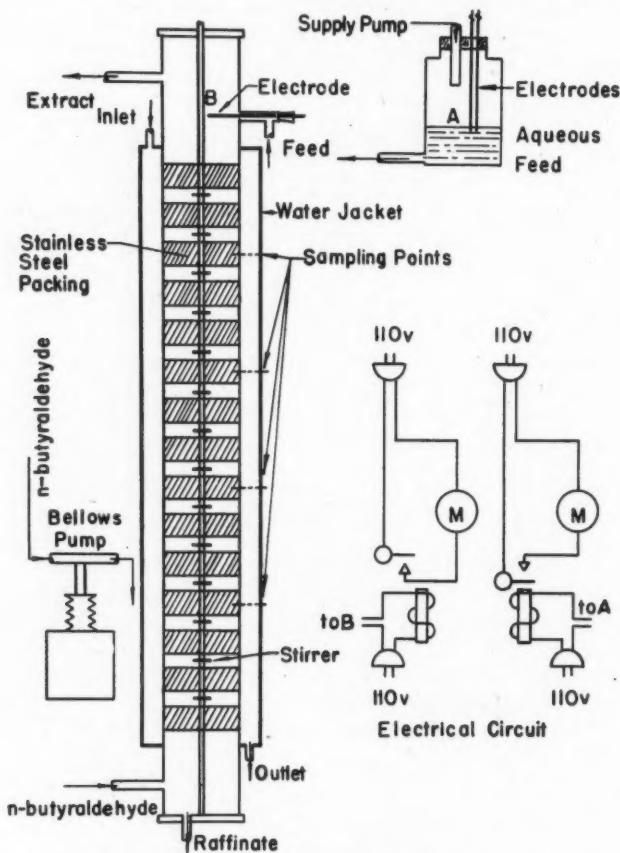 Supply Pump
Extract
Inlet
B
Electrode
Feed
A
Electrodes
Aqueous
Feed
Water Jacket
Stainless
Steel
Packing
Sampling Points
n-butyraldehyde
Bellows
Pump
110v
110v
M
M
toB
toA
110v
110v
Electrical Circuit
Stirrer
Outlet
n-butyraldehyde
Raffinate